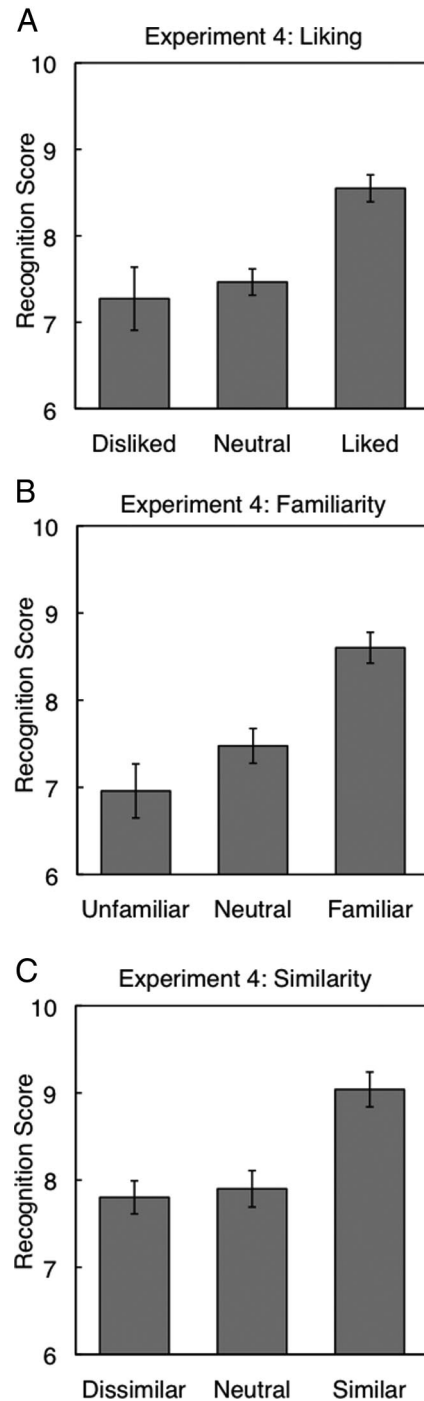 A
Experiment 4: Liking
10
9
8
7
6
Recognition Score
Disliked Neutral Liked
B
Experiment 4: Familiarity
10
9
8
7
6
Recognition Score
Unfamiliar Neutral Familiar
C
Experiment 4: Similarity
10
9
8
7
6
Recognition Score
Dissimilar Neutral Similar